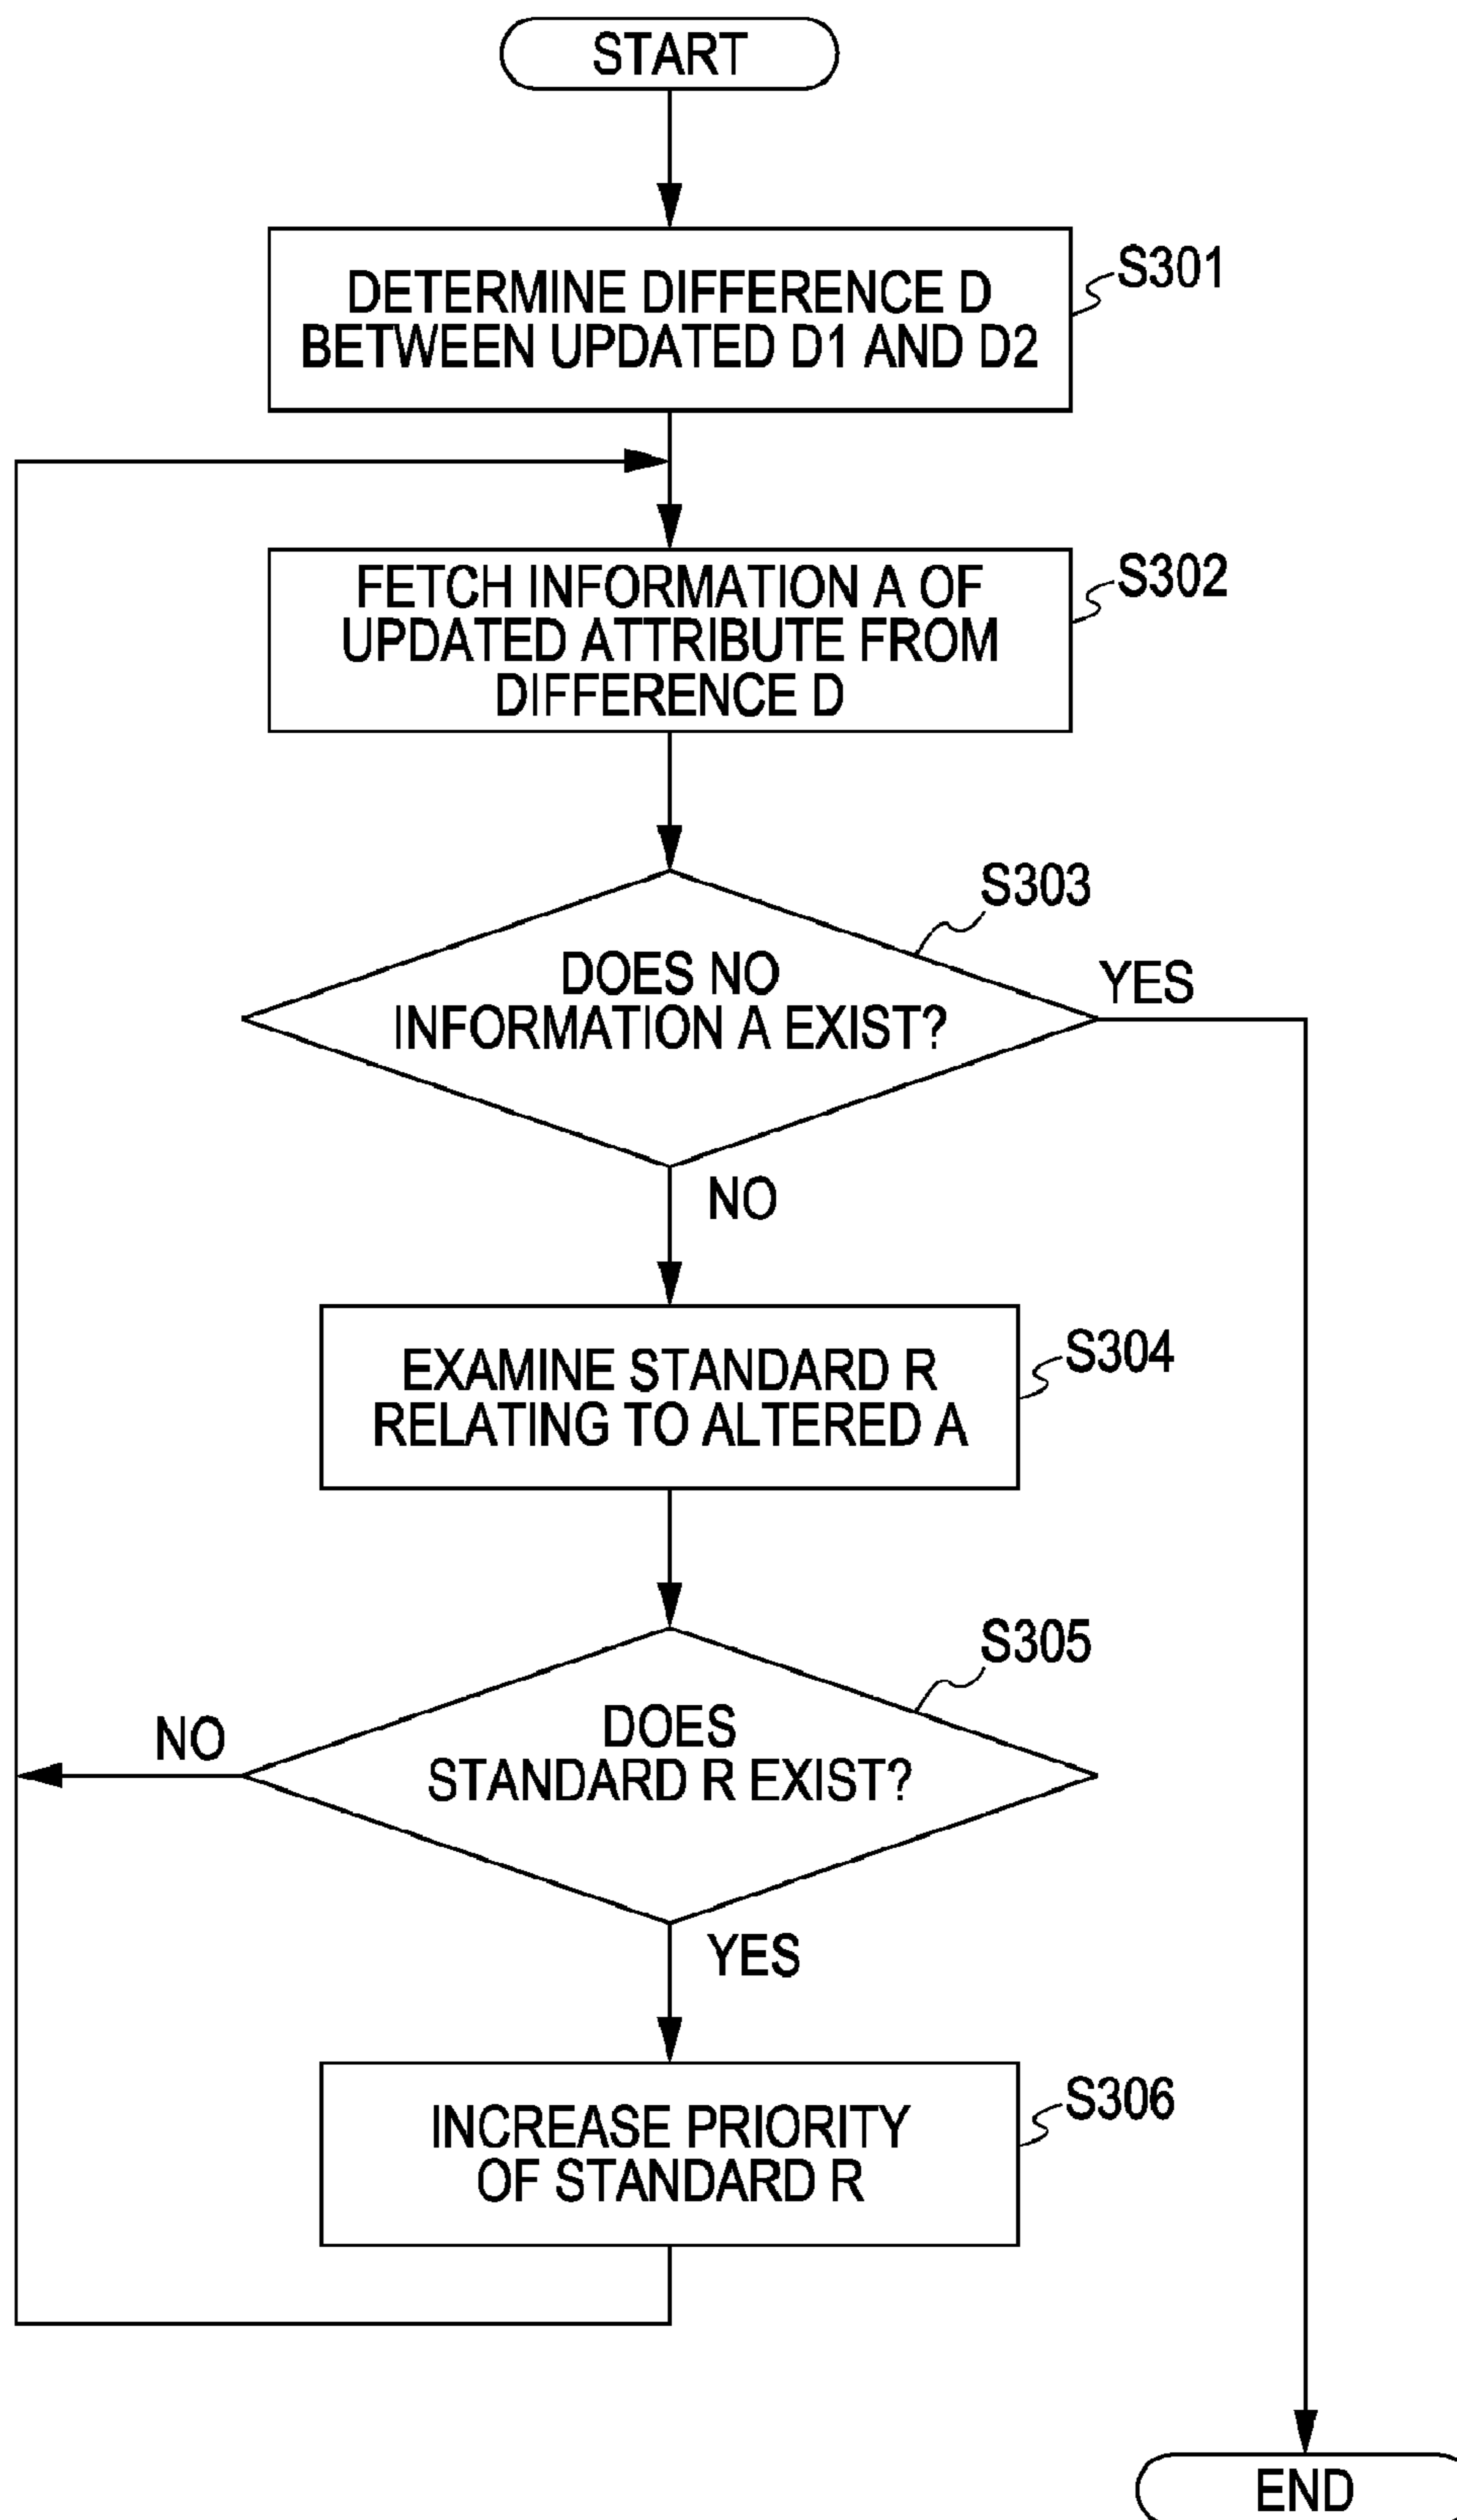 START
DETERMINE DIFFERENCE D
BETWEEN UPDATED D1 AND D2
S301
FETCH INFORMATION A OF
UPDATED ATTRIBUTE FROM
DIFFERENCE D
S302
S303
DOES NO
INFORMATION A EXIST?
YES
NO
EXAMINE STANDARD R
RELATING TO ALTERED A
S304
S305
DOES
STANDARD R EXIST?
NO
YES
INCREASE PRIORITY
OF STANDARD R
S306
END